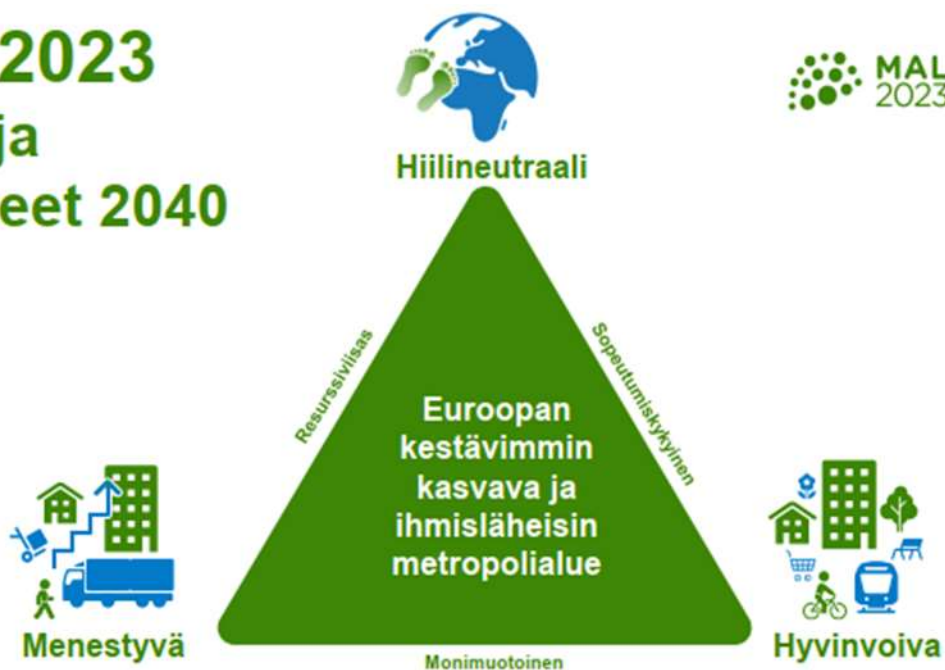 2023
ja
eet 2040
MAL
2023
Hiilineutraali
Resurssiviisas
Sopeutumiskykyinen
Euroopan
kestävimmin
kasvava ja
ihmisläheisin
metropolialue
Menestyvä
Monimuotoinen
Hyvinvoiva